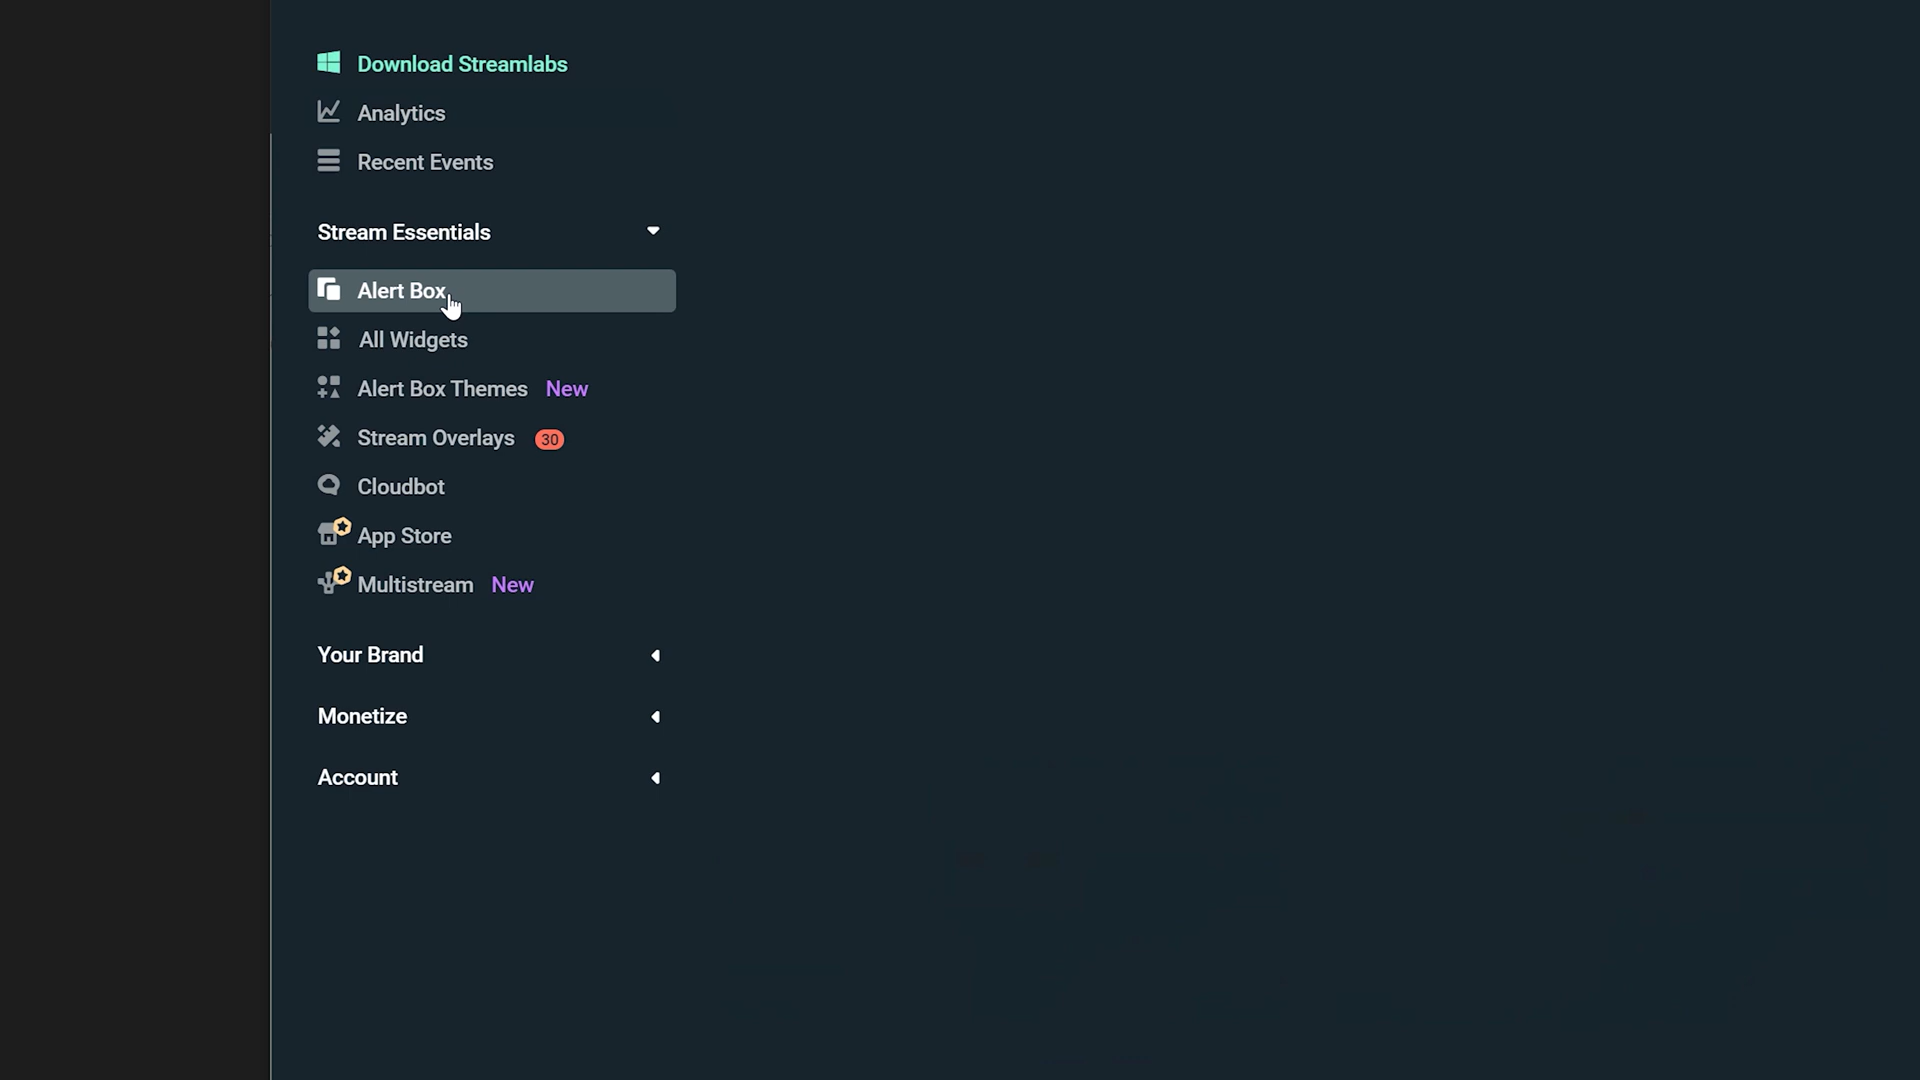 Download Streamlabs
Analytics
Recent Events
Stream Essentials
Alert Box
All Widgets
Alert Box Themes New
Stream Overlays 30
Cloudbot
App Store
Multistream New
Your Brand
Monetize
Account